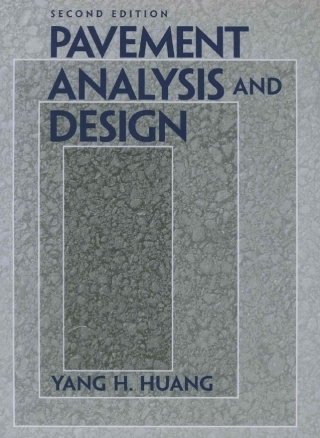 SECOND EDITION
PAVEMENT
ANALYSIS AND
DESIGN
YANG H. HUANG